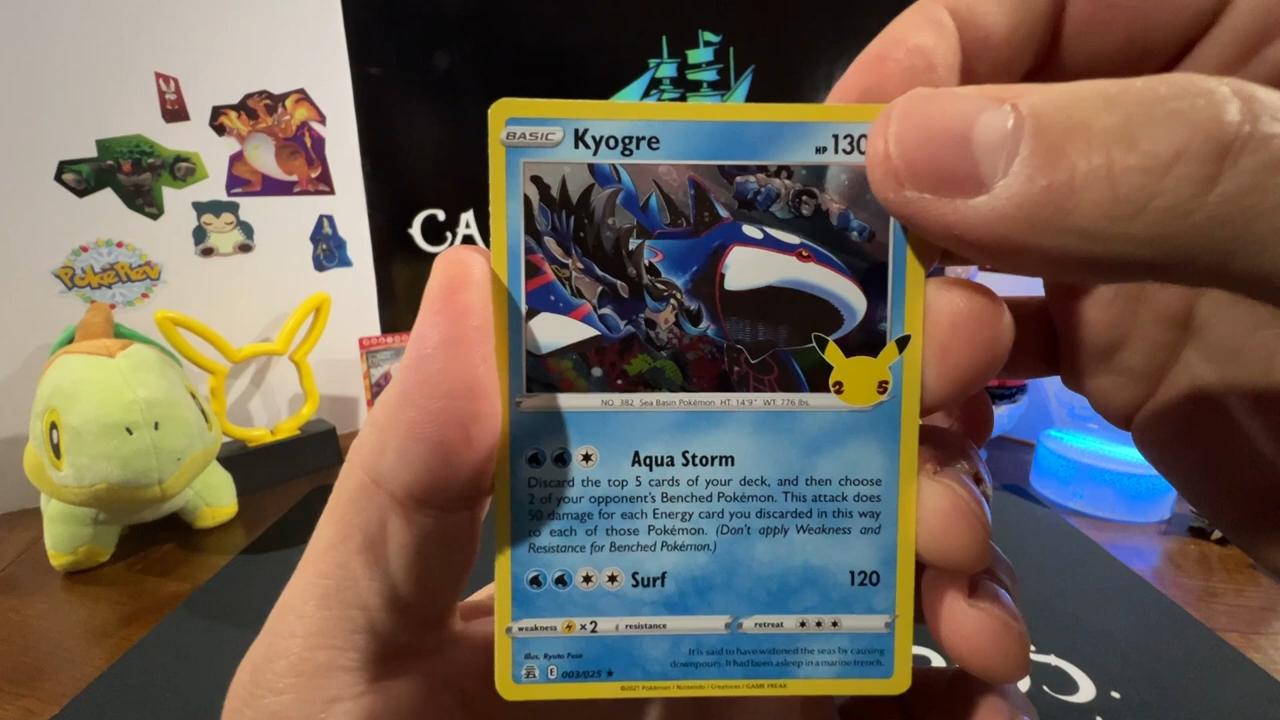 PokeRev
CA
BASIC Kyogre HP 130
25
NO. 382 Sea Basin Pokémon HT: 14'9" WT: 776 lbs.
Aqua Storm
Discard the top 5 cards of your deck, and then choose
2 of your opponent's Benched Pokémon. This attack does
50 damage for each Energy card you discarded in this way
to each of those Pokémon. (Don't apply Weakness and
Resistance for Benched Pokémon.)
Surf 120
weakness ×2 resistance retreat
It is said to have widened the seas by causing
downpours. It had been asleep in a marine trench.
Illus. Ryuta Fuse
E 003/025 ★
©2021 Pokémon / Nintendo / Creatures / GAME FREAK